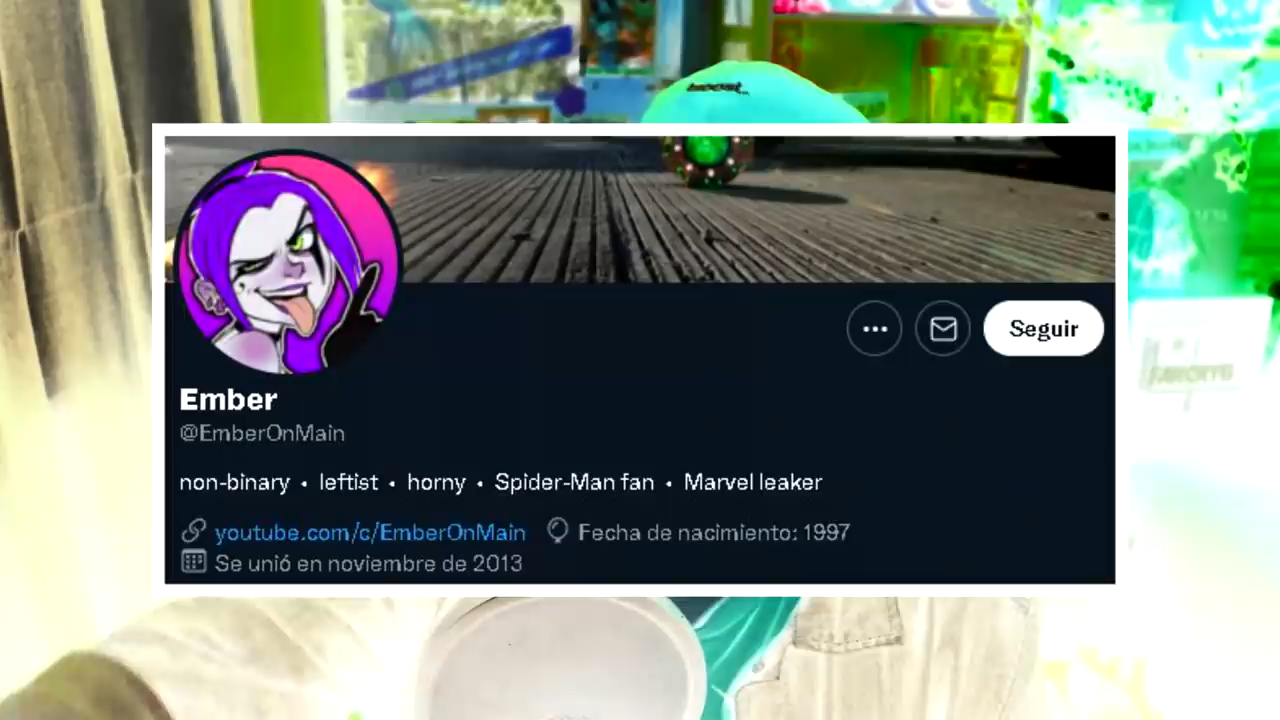 Ember
@EmberOnMain
non-binary • leftist • horny • Spider-Man fan • Marvel leaker
youtube.com/c/EmberOnMain Fecha de nacimiento: 1997
Se unió en noviembre de 2013
Seguir